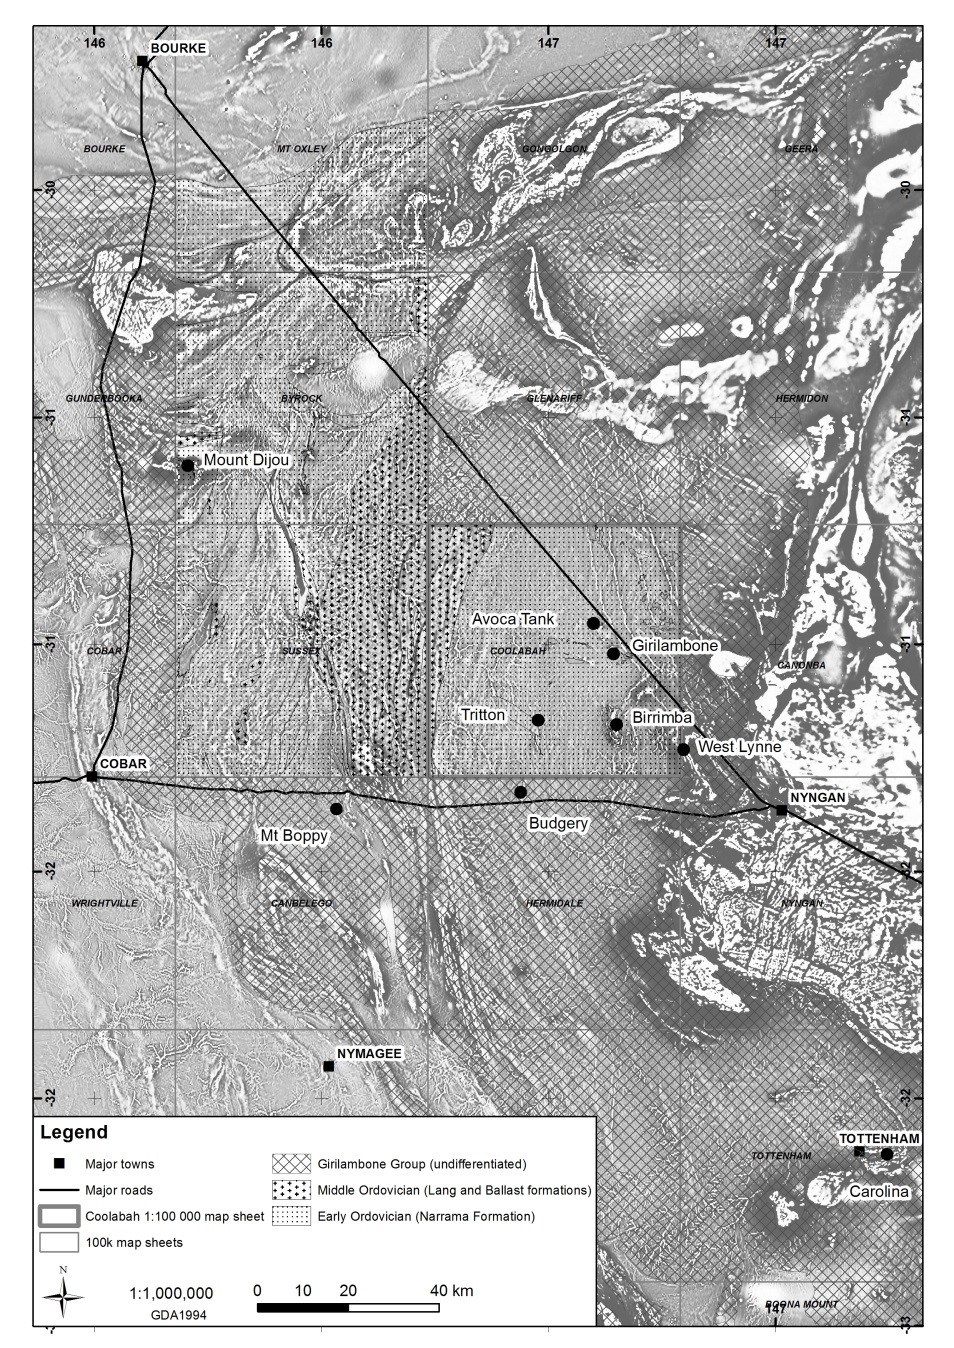 146
146
147
147
BOURKE
BOURKE
MT OXLEY
GONGOLGON
GEERA
-30
-30
GUNDERBOOKA
BYROCK
GLENARIFF
HERMIDON
-31
-31
Mount Dijou
Avoca Tank
Girilambone
COBAR
SUSSEX
COOLABAH
CANONBA
-31
-31
Tritton
Birrimba
West Lynne
COBAR
NYNGAN
Mt Boppy
Budgery
-32
-32
WRIGHTVILLE
CANBELEGO
HERMIDALE
NYNGAN
NYMAGEE
-32
-32
TOTTENHAM
TOTTENHAM
Carolina
BOONA MOUNT
147
-33
Legend
Major towns
Major roads
Coolabah 1:100 000 map sheet
100k map sheets
Girilambone Group (undifferentiated)
Middle Ordovician (Lang and Ballast formations)
Early Ordovician (Narrama Formation)
N
1:1,000,000
GDA1994
0 10 20 40 km